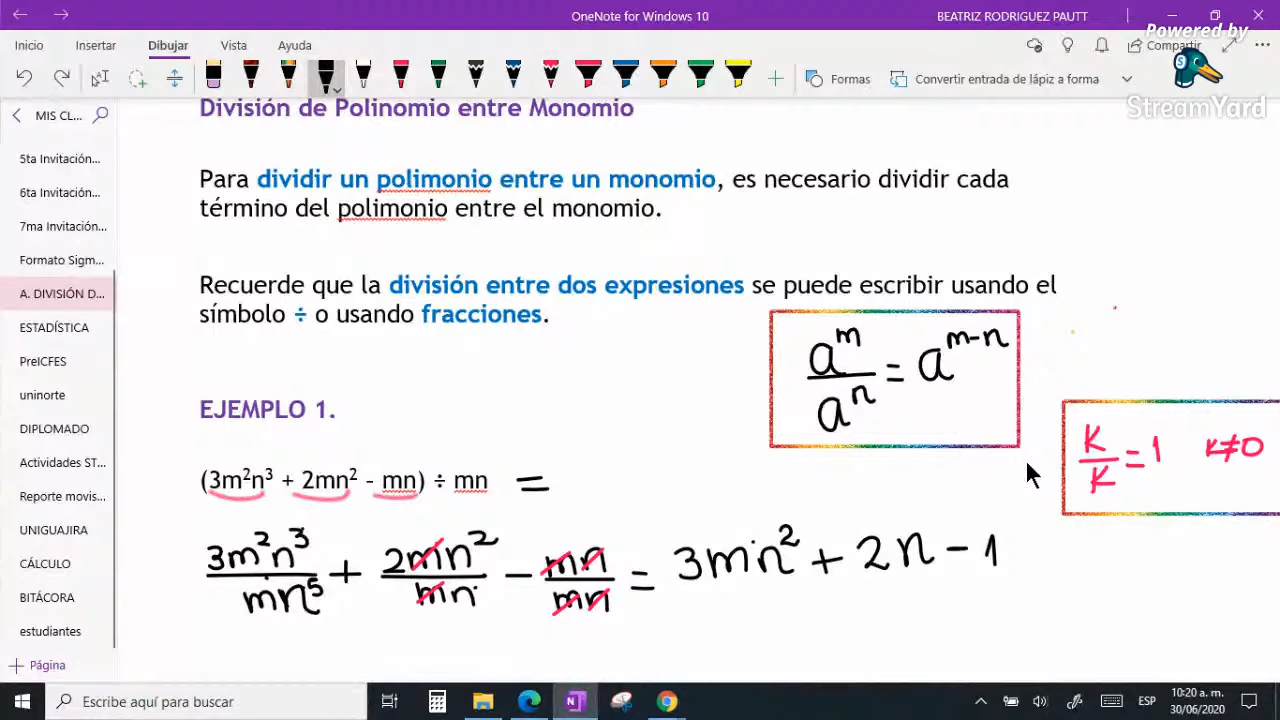 OneNote for Windows 10
BEATRIZ RODRIGUEZ PAUTT
Powered by
StreamYard
Inicio Insertar Dibujar Vista Ayuda
Compartir
Formas
Convertir entrada de lápiz a forma
MIS CL...
5ta Invitación...
6ta Invitación...
7ma Invitación...
Formato Sigm...
A. DIVISIÓN D...
ESTADÍSTICA
PreICFES
uninorte
DIPLOMADO
Actividades ST...
Reporte movis...
UNIGUAJIRA
CÁLCULO
BITÁCORA
estudiantes
Página
División de Polinomio entre Monomio
Para dividir un polimonio entre un monomio, es necesario dividir cada
término del polimonio entre el monomio.
Recuerde que la división entre dos expresiones se puede escribir usando el
símbolo ÷ o usando fracciones.
a^m/a^n = a^(m-n)
K/K = 1 K≠0
EJEMPLO 1.
(3m²n³ + 2mn² - mn) ÷ mn =
3m²n³/mn⁵ + 2mn²/mn - mn/mn = 3mn² + 2n - 1
Escribe aquí para buscar
ESP
10:20 a. m.
30/06/2020